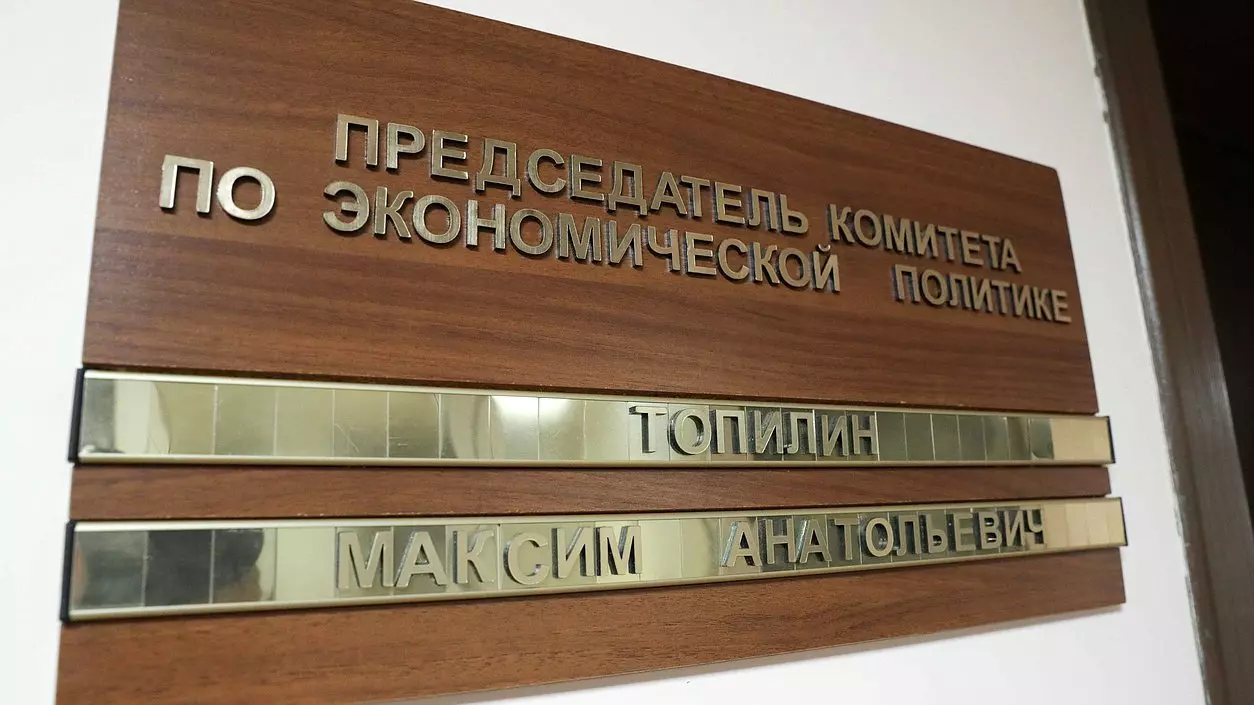 ПРЕДСЕДАТЕЛЬ КОМИТЕТА
ПО ЭКОНОМИЧЕСКОЙ ПОЛИТИКЕ
ТОПИЛИН
МАКСИМ АНАТОЛЬЕВИЧ